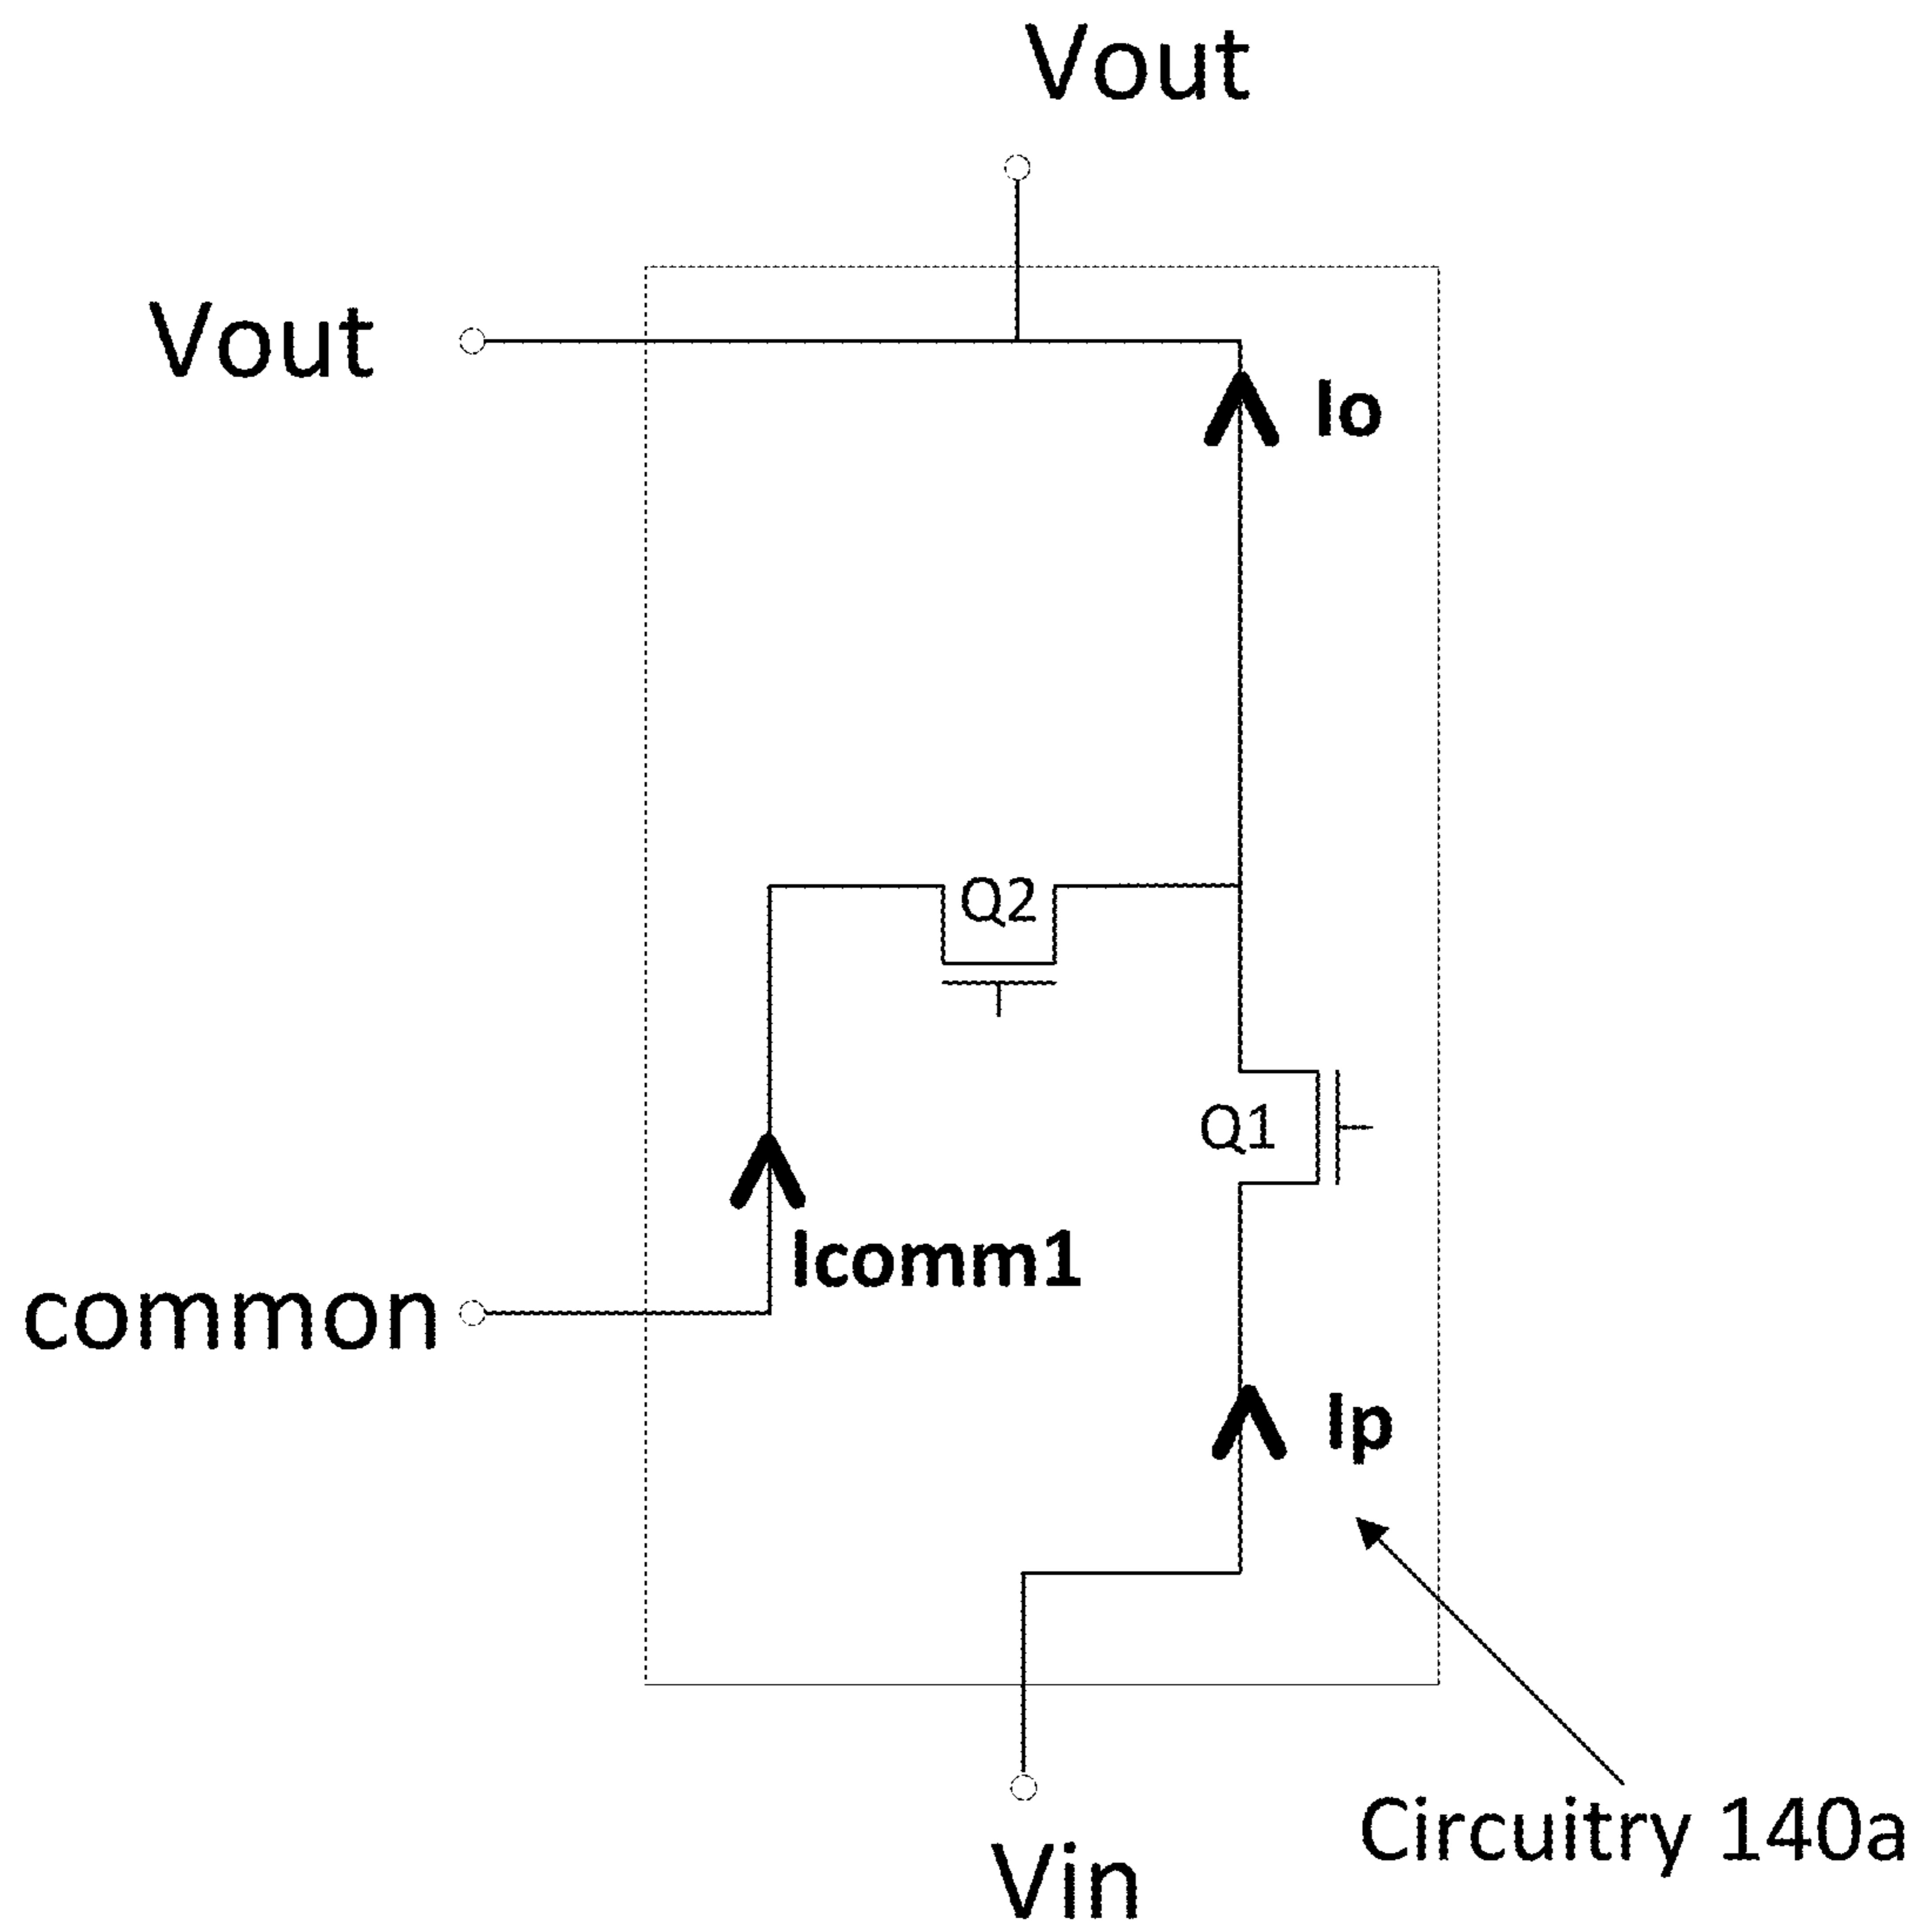 Vout
Vout
Io
Q2
Q1
Icomm1
common
Ip
Circuitry 140a
Vin